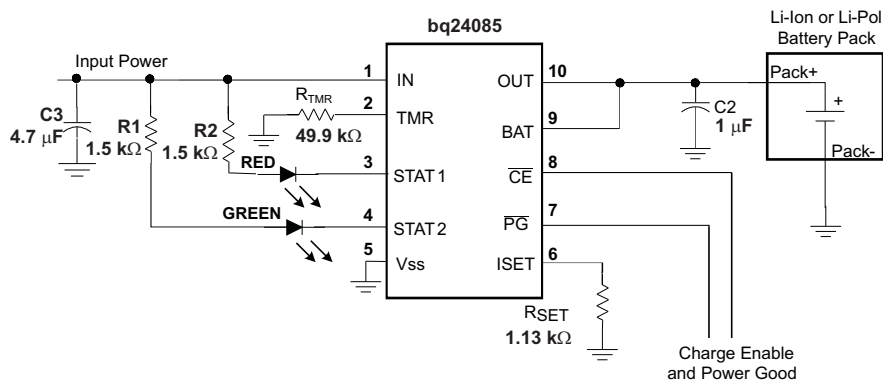 bq24085
Li-Ion or Li-Pol
Battery Pack
Input Power
1
IN
OUT
10
Pack+
C3
4.7 μF
R1
1.5 kΩ
R2
1.5 kΩ
RTMR
49.9 kΩ
2
TMR
BAT
9
C2
1 μF
+
Pack-
RED
3
STAT1
CE
8
GREEN
4
STAT2
PG
7
5
Vss
ISET
6
RSET
1.13 kΩ
Charge Enable
and Power Good